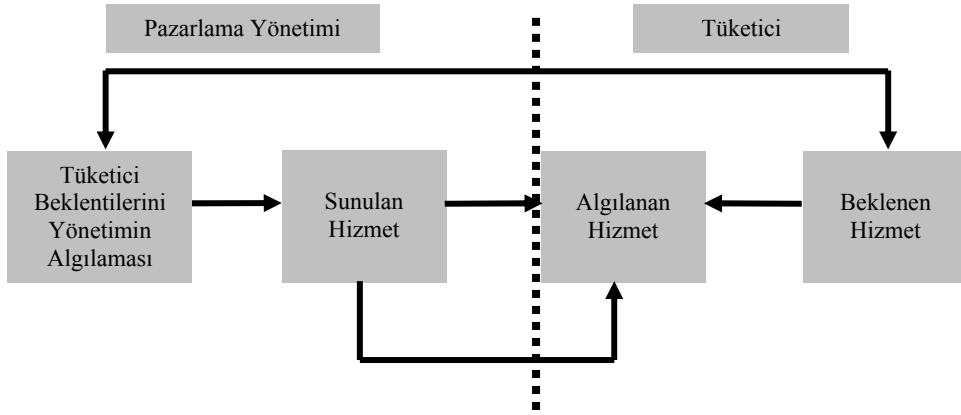 Pazarlama Yönetimi
Tüketici
Tüketici
Beklentilerini
Yönetimin
Algılaması
Sunulan
Hizmet
Algılanan
Hizmet
Beklenen
Hizmet